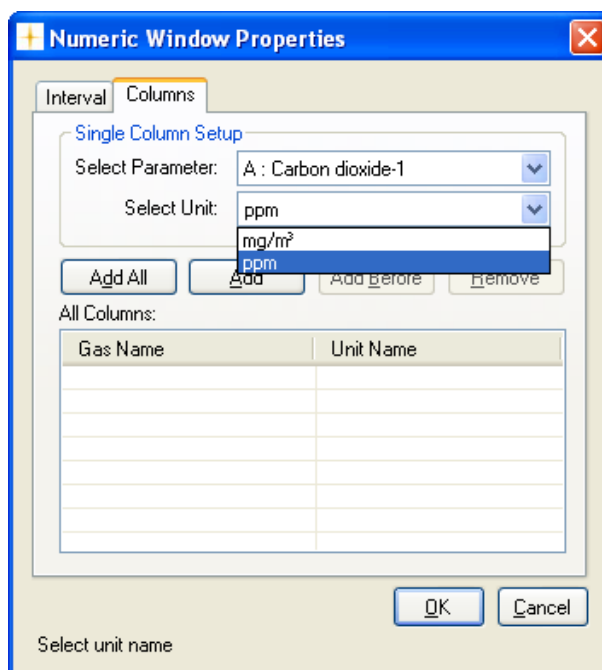 Numeric Window Properties
Interval Columns
Single Column Setup
Select Parameter: A : Carbon dioxide-1
Select Unit: ppm
mg/m³
ppm
Add All Add Add Before Remove
All Columns:
Gas Name Unit Name
OK Cancel
Select unit name